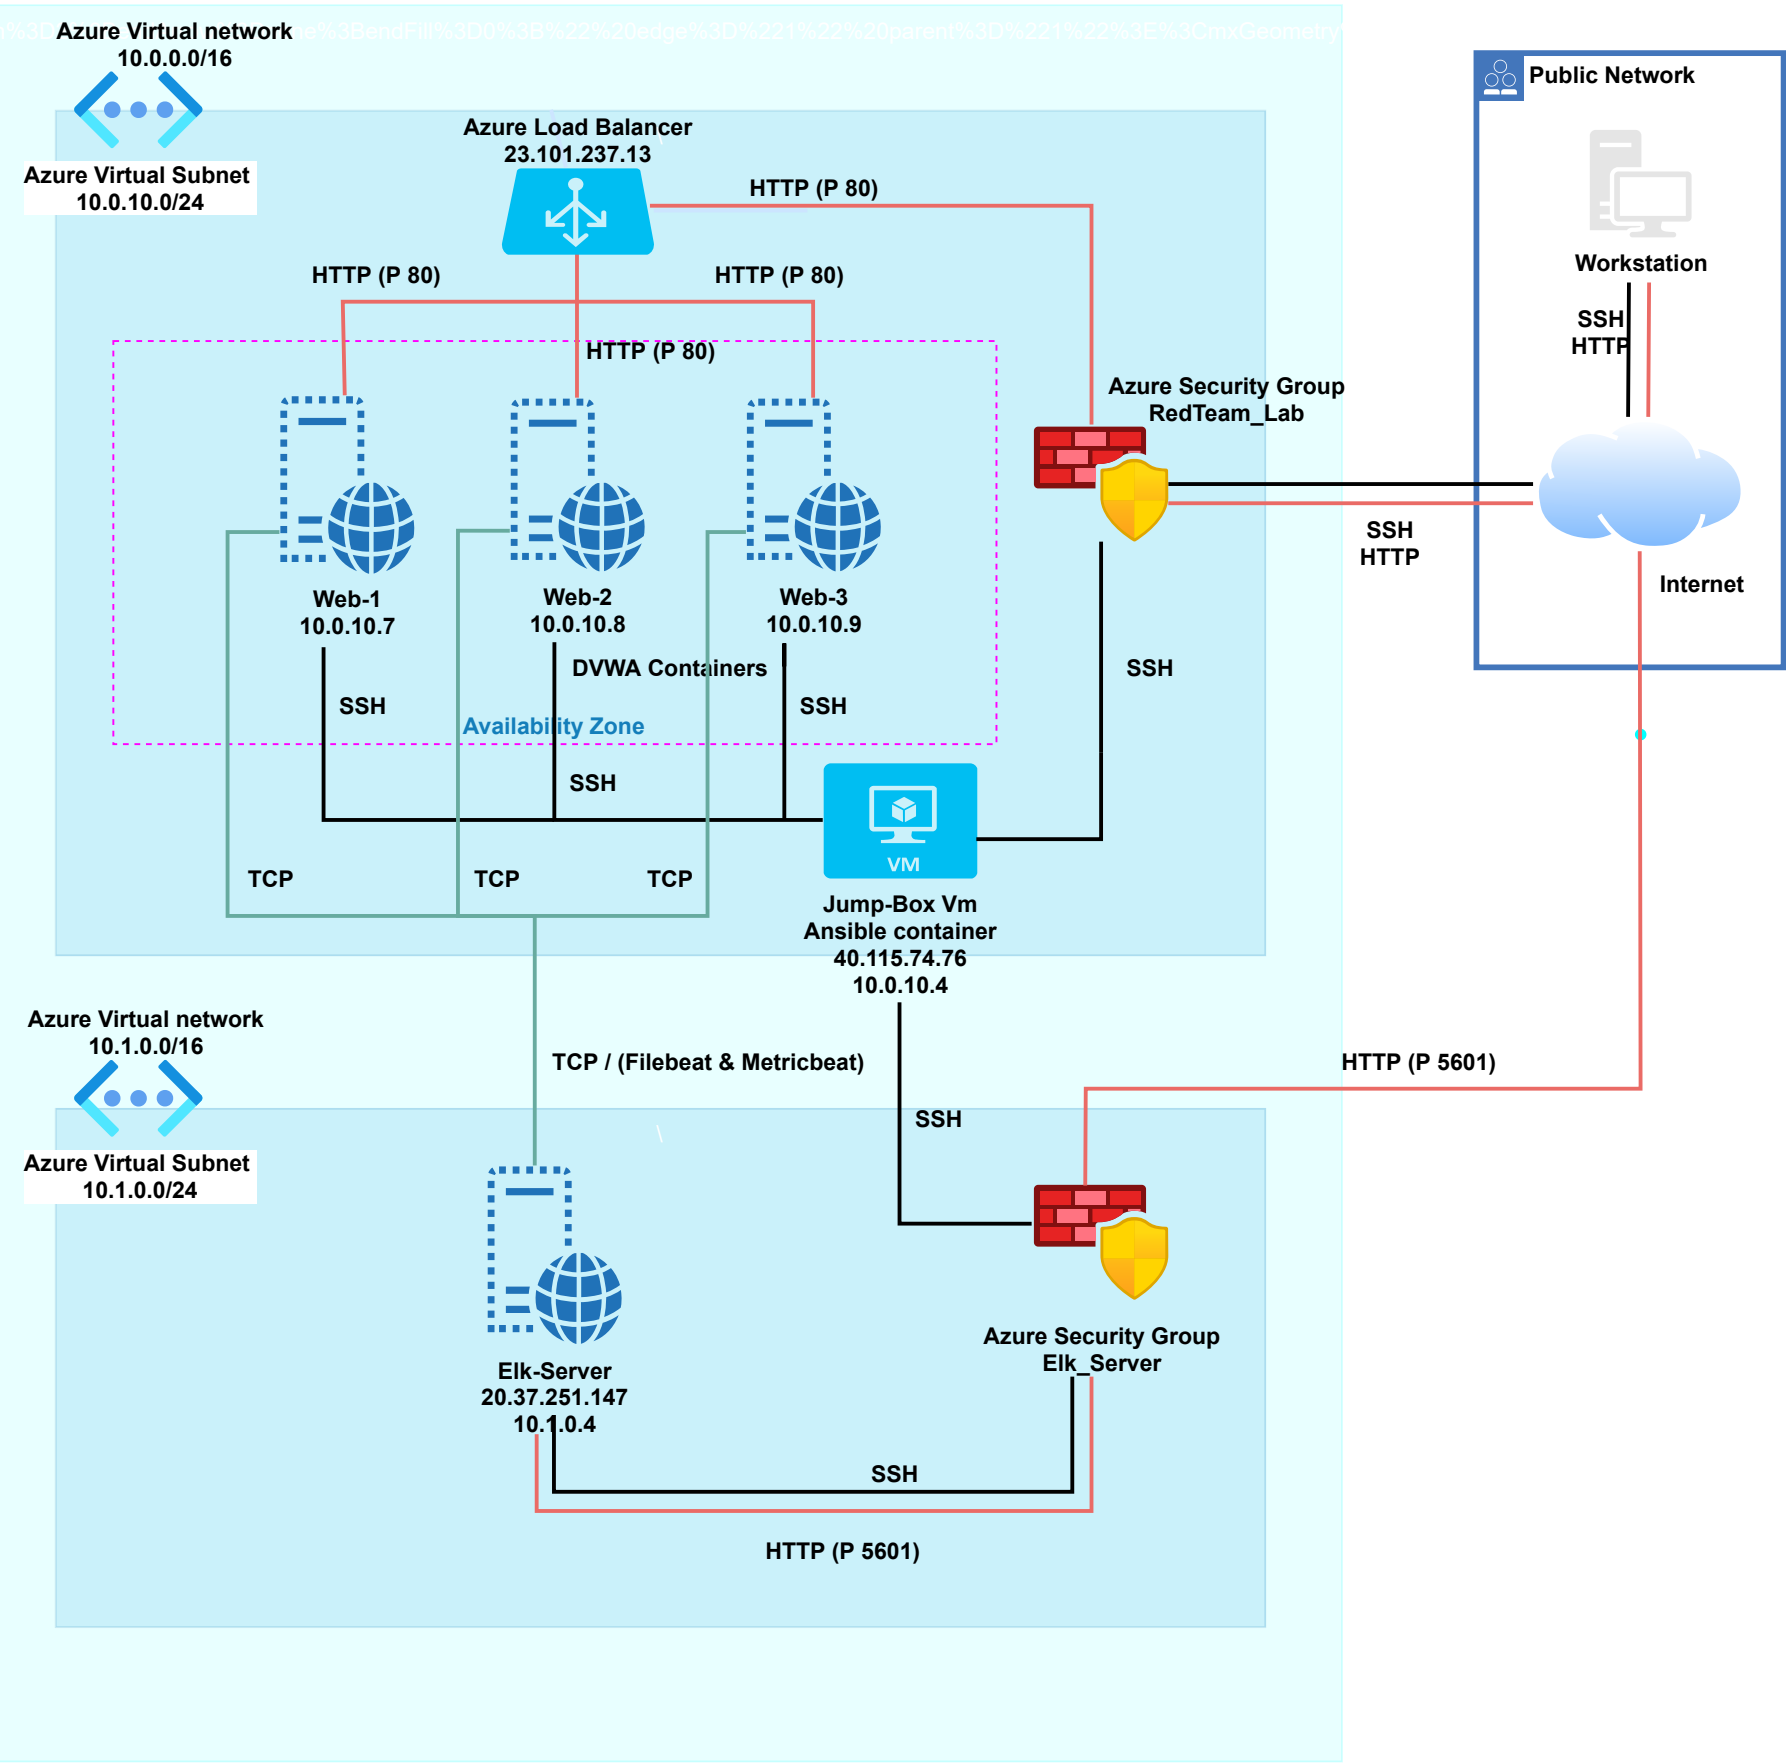 Azure Virtual network
10.0.0.0/16
Azure Virtual Subnet
10.0.10.0/24
Azure Load Balancer
23.101.237.13
HTTP (P 80)
HTTP (P 80)
HTTP (P 80)
HTTP (P 80)
Public Network
Workstation
SSH
HTTP
Azure Security Group
RedTeam_Lab
SSH
HTTP
Internet
Web-1
10.0.10.7
Web-2
10.0.10.8
Web-3
10.0.10.9
DVWA Containers
SSH
SSH
SSH
Availability Zone
SSH
VM
TCP
TCP
TCP
Jump-Box Vm
Ansible container
40.115.74.76
10.0.10.4
Azure Virtual network
10.1.0.0/16
TCP / (Filebeat & Metricbeat)
HTTP (P 5601)
SSH
\
Azure Virtual Subnet
10.1.0.0/24
Azure Security Group
Elk_Server
Elk-Server
20.37.251.147
10.1.0.4
SSH
HTTP (P 5601)